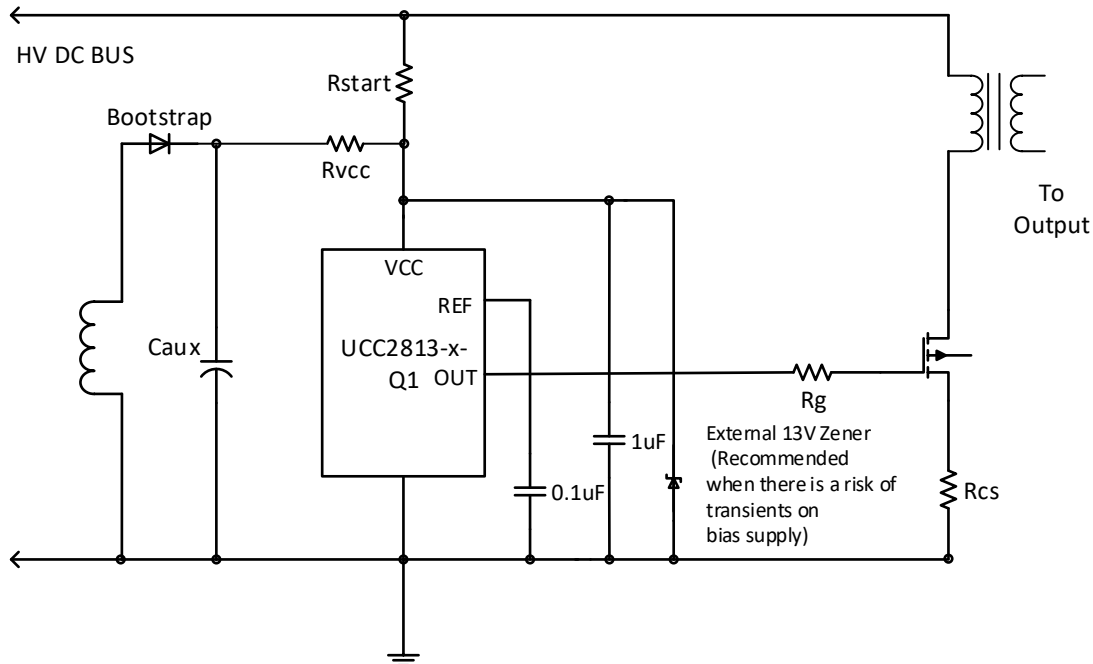 HV DC BUS
Rstart
Bootstrap
Rvcc
VCC
REF
Caux
UCC2813-x-
Q1 OUT
To
Output
Rg
1uF
0.1uF
External 13V Zener
(Recommended
when there is a risk of
transients on
bias supply)
Rcs